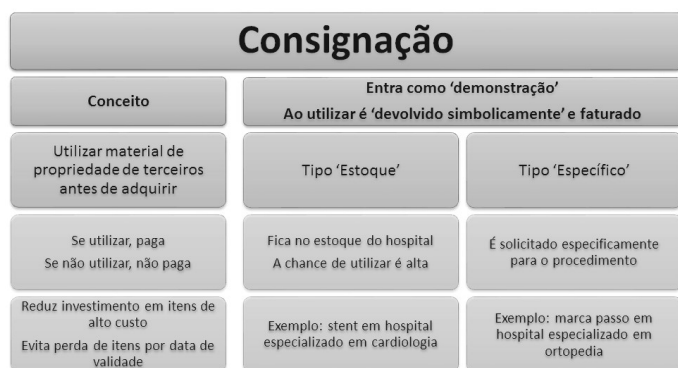 Consignação
Conceito
Entra como ‘demonstração’
Ao utilizar é ‘devolvido simbolicamente’ e faturado
Utilizar material de
propriedade de terceiros
antes de adquirir
Tipo ‘Estoque’
Tipo ‘Específico’
Se utilizar, paga
Se não utilizar, não paga
Fica no estoque do hospital
A chance de utilizar é alta
É solicitado especificamente
para o procedimento
Reduz investimento em itens de
alto custo
Evita perda de itens por data de
validade
Exemplo: stent em hospital
especializado em cardiologia
Exemplo: marca passo em
hospital especializado em
ortopedia